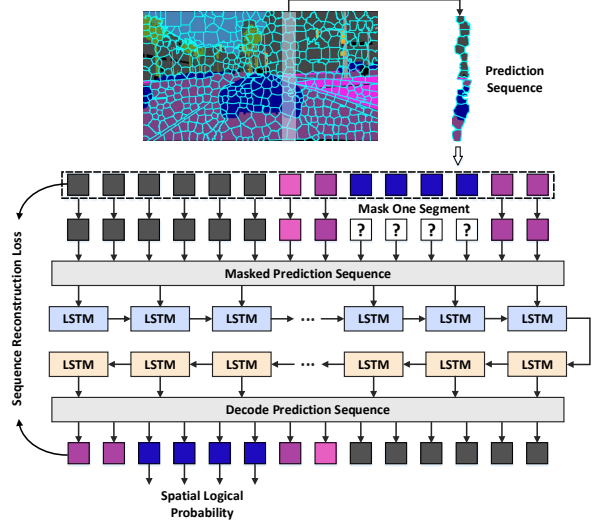 Prediction
Sequence
Mask One Segment
? ? ? ?
Masked Prediction Sequence
LSTM LSTM LSTM ... LSTM LSTM LSTM
LSTM LSTM LSTM ... LSTM LSTM LSTM
Decode Prediction Sequence
Spatial Logical
Probability
Sequence Reconstruction Loss